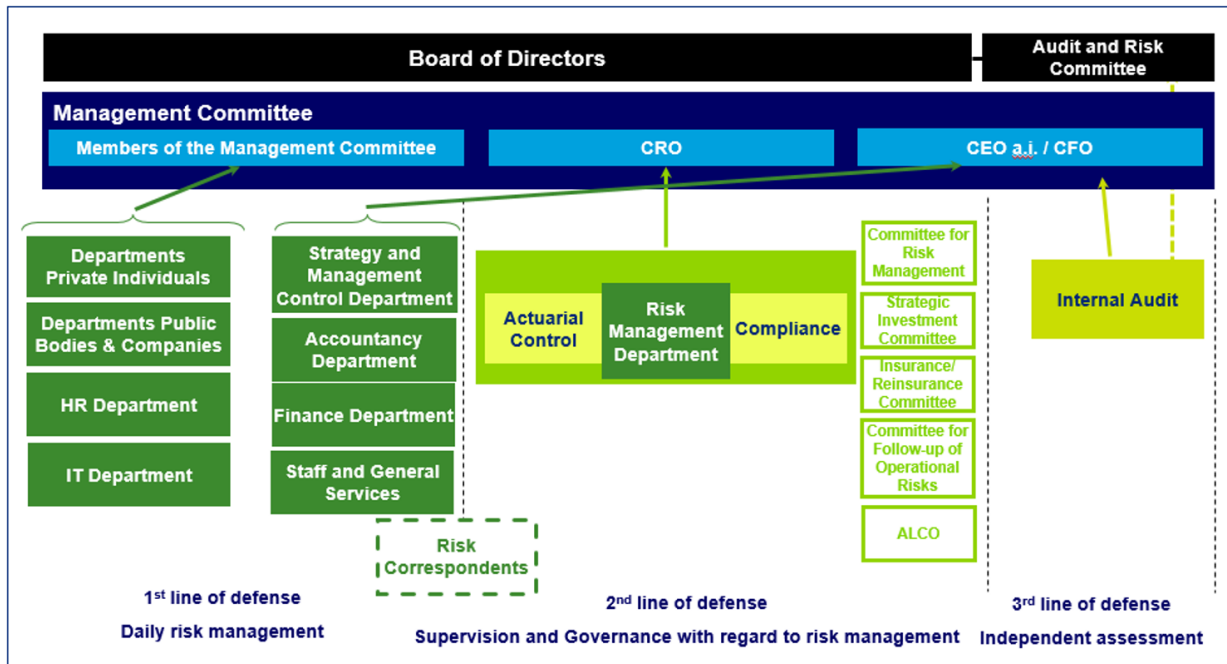 Board of Directors
Audit and Risk
Committee
Management Committee
Members of the Management Committee
CRO
CEO a.i. / CFO
Departments
Private Individuals
Departments Public
Bodies & Companies
HR Department
IT Department
Strategy and
Management
Control Department
Accountancy
Department
Finance Department
Staff and General
Services
Risk
Correspondents
Actuarial
Control
Risk
Management
Department
Compliance
Committee for
Risk
Management
Strategic
Investment
Committee
Insurance/
Reinsurance
Committee
Committee for
Follow-up of
Operational
Risks
ALCO
Internal Audit
1st line of defense
Daily risk management
2nd line of defense
Supervision and Governance with regard to risk management
3rd line of defense
Independent assessment